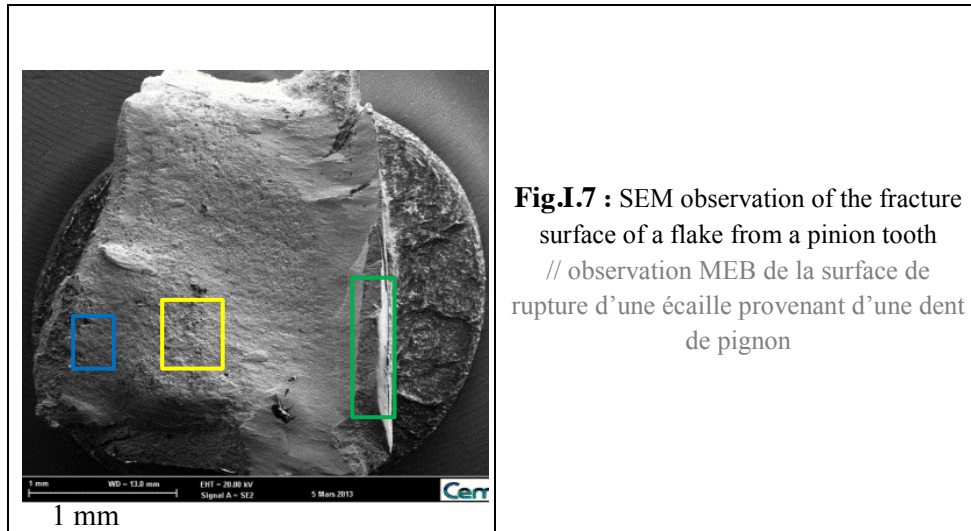 1 mm
WD = 13.0 mm
EHT = 20.00 kV
Signal A = SE2
5 Mars 2013
Cem
1 mm
Fig.I.7 : SEM observation of the fracture
surface of a flake from a pinion tooth
// observation MEB de la surface de
rupture d’une écaille provenant d’une dent
de pignon